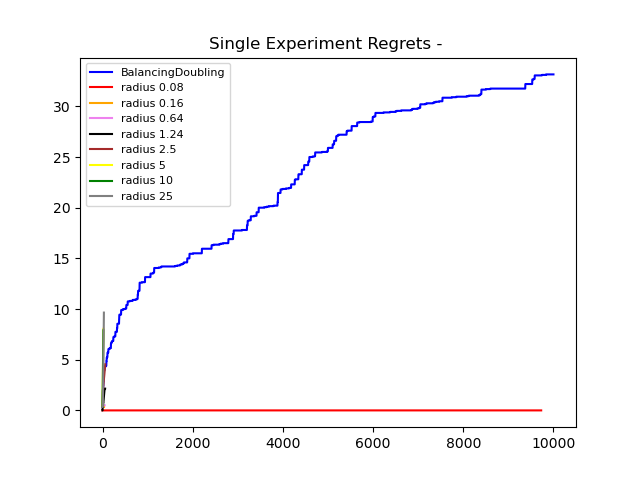 Single Experiment Regrets -
BalancingDoubling
radius 0.08
radius 0.16
radius 0.64
radius 1.24
radius 2.5
radius 5
radius 10
radius 25
30
25
20
15
10
5
0
0 2000 4000 6000 8000 10000